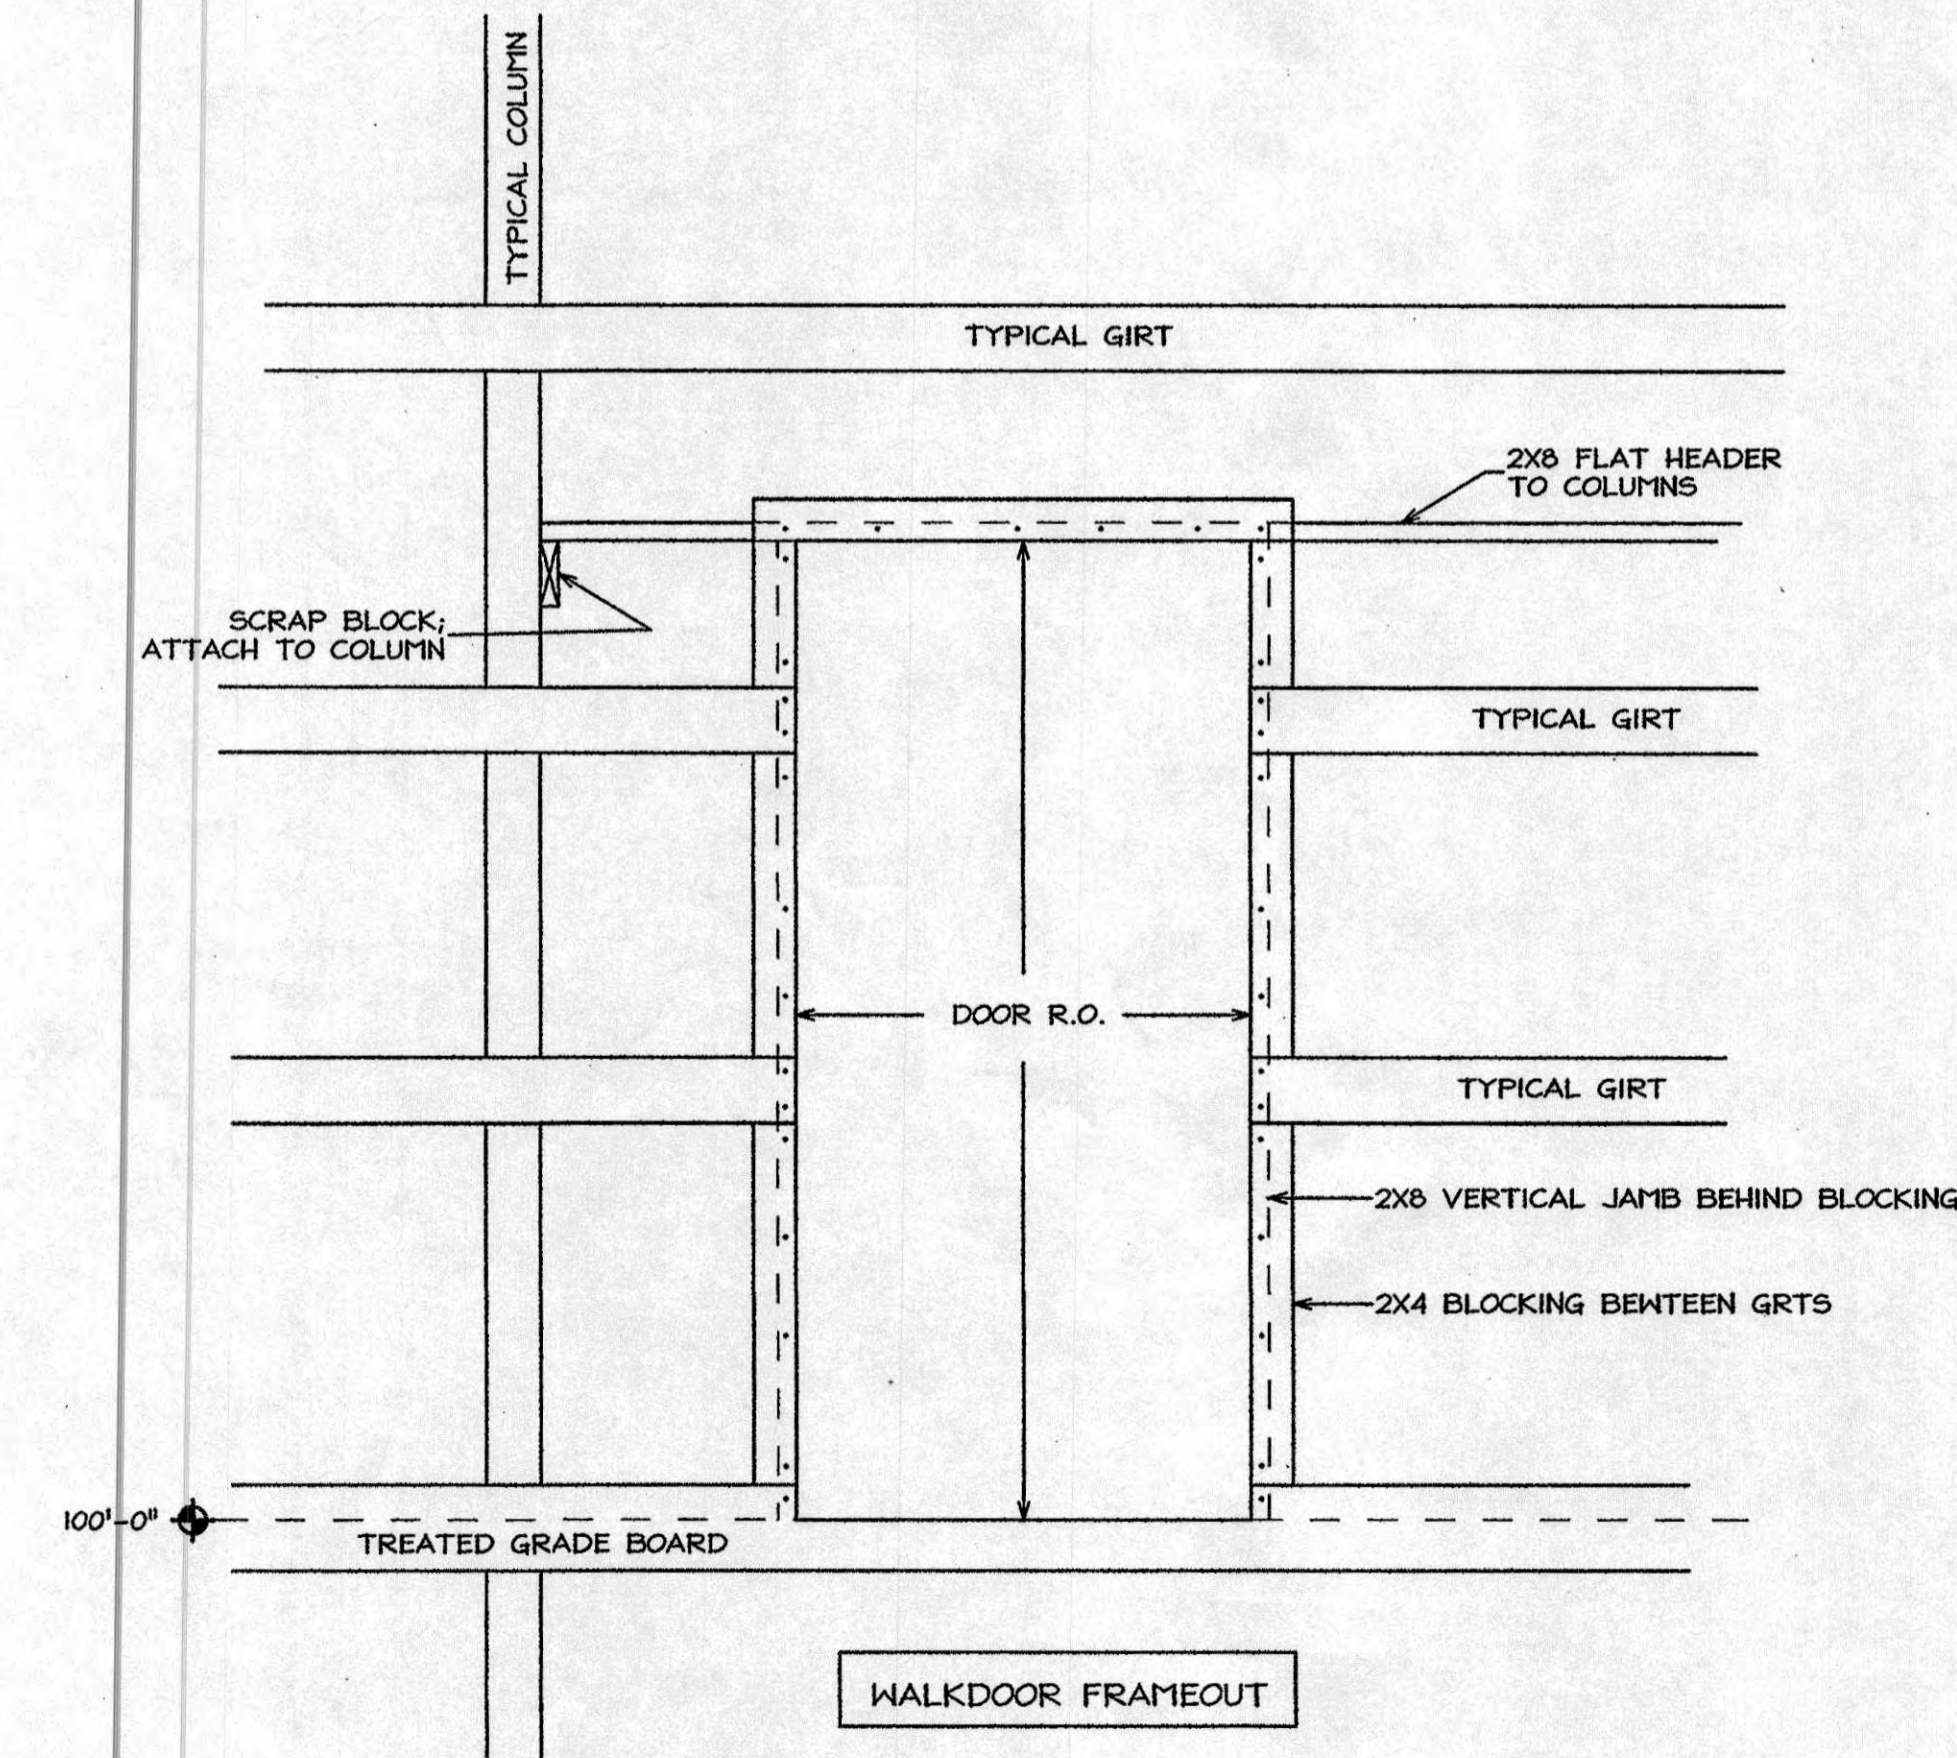 TYPICAL COLUMN
TYPICAL GIRT
2X8 FLAT HEADER
TO COLUMNS
SCRAP BLOCK;
ATTACH TO COLUMN
TYPICAL GIRT
DOOR R.O.
TYPICAL GIRT
2X8 VERTICAL JAMB BEHIND BLOCKING
2X4 BLOCKING BEWTEEN GRTS
100'-0"
TREATED GRADE BOARD
WALKDOOR FRAMEOUT